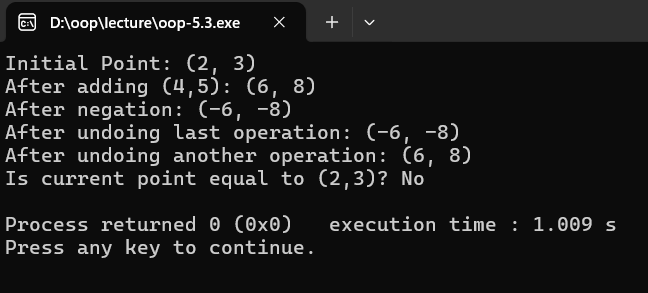 D:\oop\lecture\oop-5.3.exe
Initial Point: (2, 3)
After adding (4,5): (6, 8)
After negation: (-6, -8)
After undoing last operation: (-6, -8)
After undoing another operation: (6, 8)
Is current point equal to (2,3)? No
Process returned 0 (0x0)   execution time : 1.009 s
Press any key to continue.